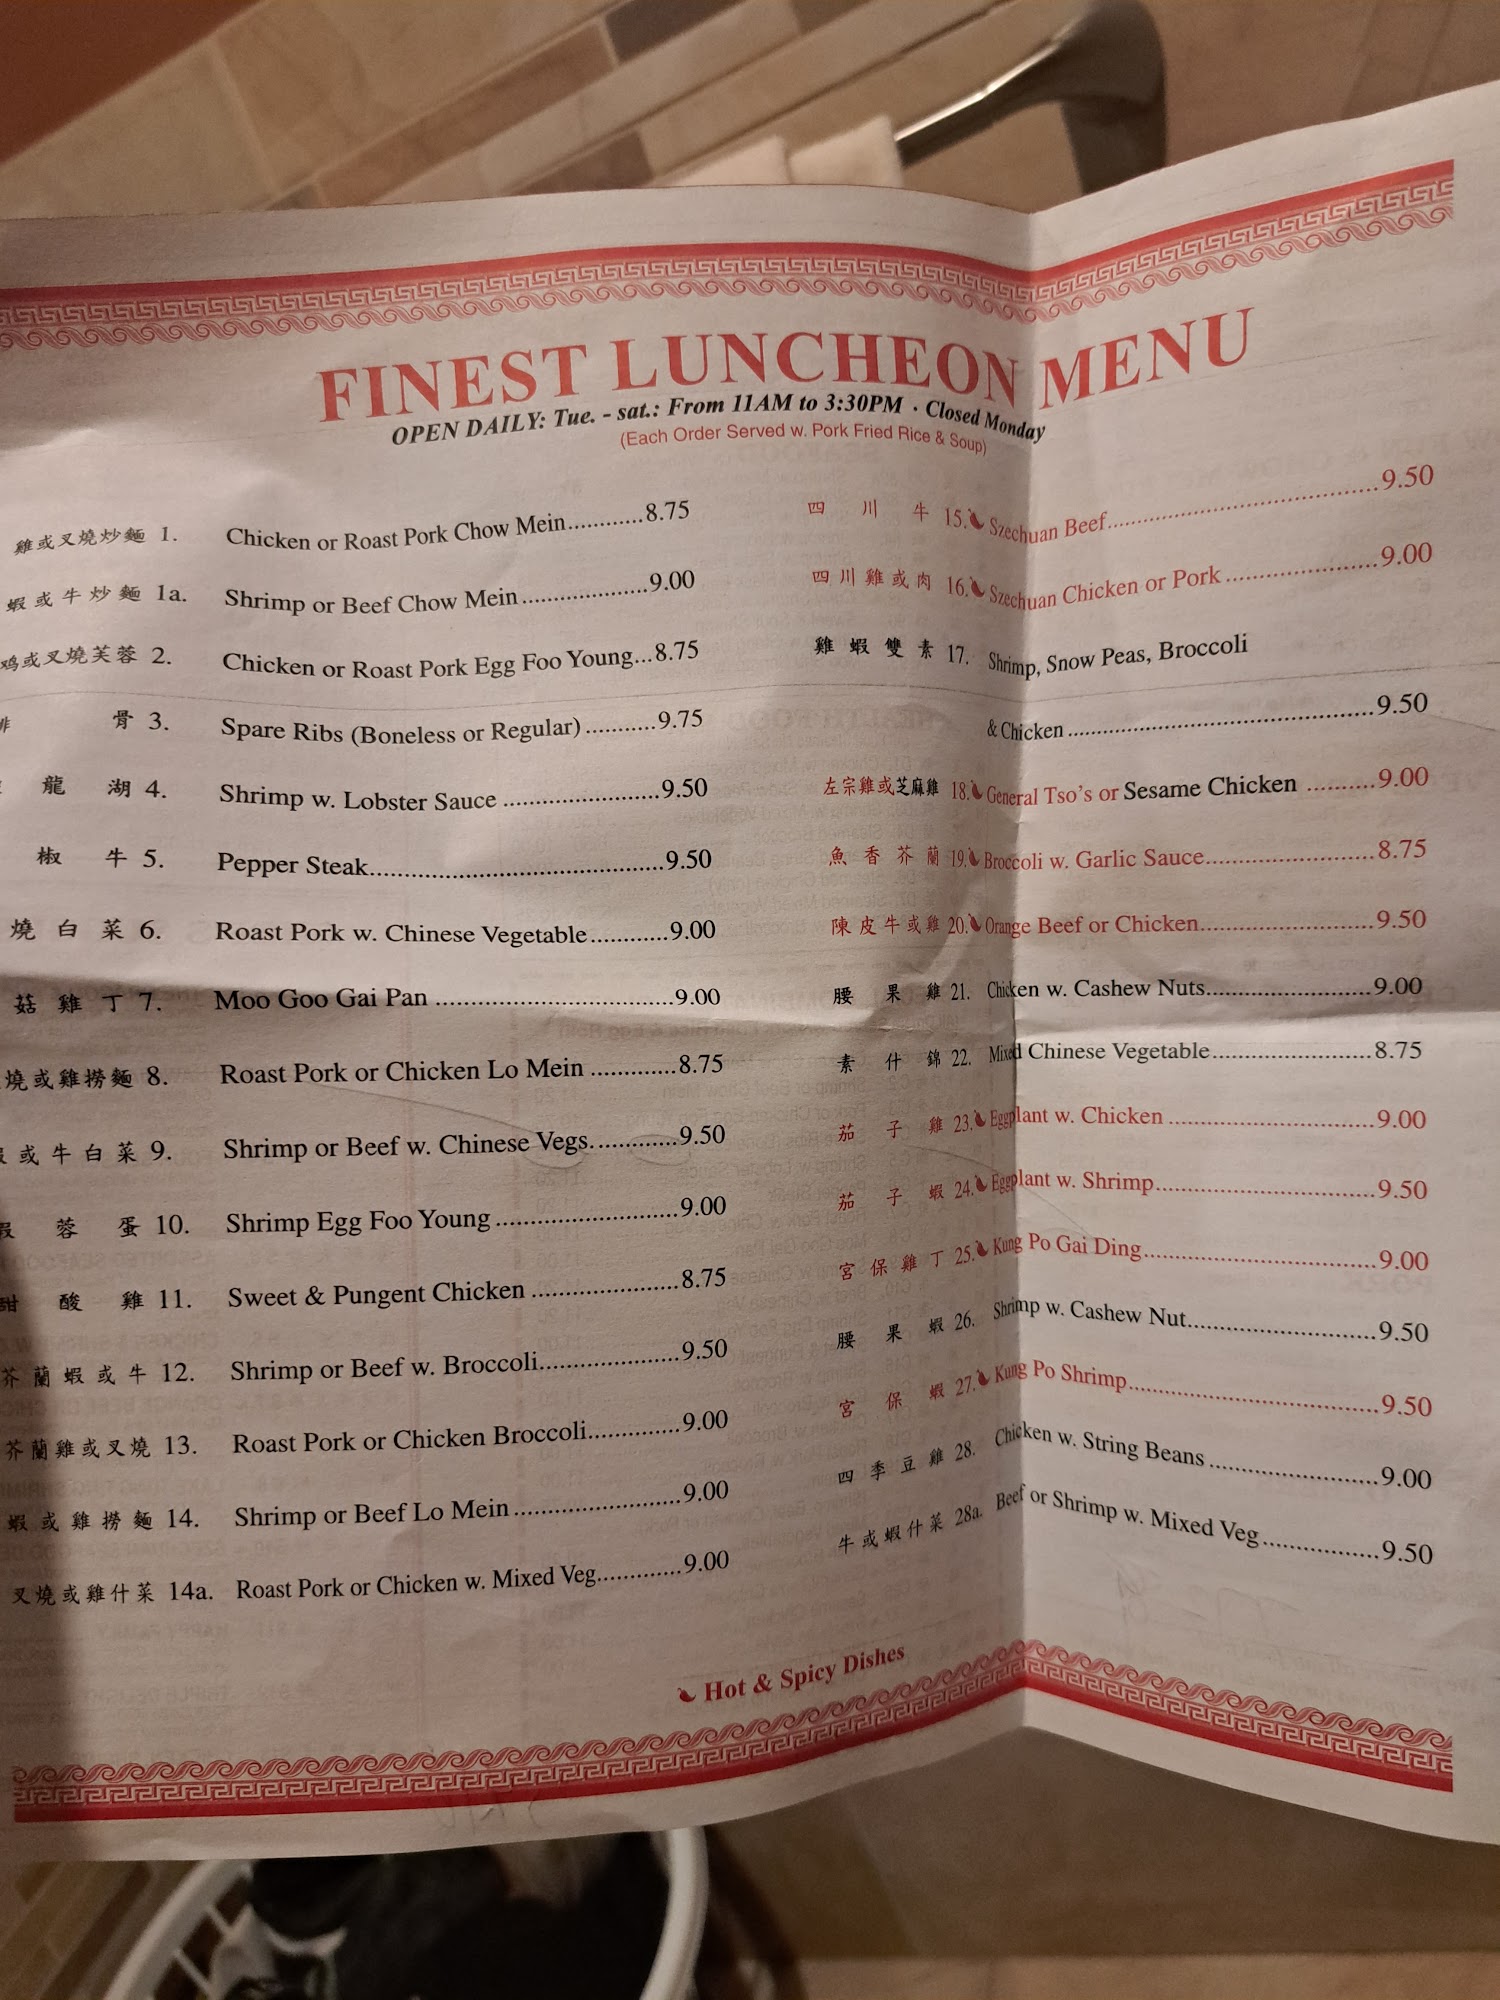 FINEST LUNCHEON MENU
OPEN DAILY: Tue. - sat.: From 11AM to 3:30PM · Closed Monday
(Each Order Served w. Pork Fried Rice & Soup)
雞或叉燒炒麵 1. Chicken or Roast Pork Chow Mein............8.75
蝦或牛炒麵 1a. Shrimp or Beef Chow Mein....................9.00
鸡或叉燒芙蓉 2. Chicken or Roast Pork Egg Foo Young...8.75
骨 3. Spare Ribs (Boneless or Regular)...........9.75
龍湖 4. Shrimp w. Lobster Sauce.........................9.50
椒牛 5. Pepper Steak...............................................9.50
燒白菜 6. Roast Pork w. Chinese Vegetable............9.00
菇雞丁 7. Moo Goo Gai Pan.....................................9.00
燒或雞撈麵 8. Roast Pork or Chicken Lo Mein.............8.75
或牛白菜 9. Shrimp or Beef w. Chinese Vegs.............9.50
蓉蛋 10. Shrimp Egg Foo Young............................9.00
酸雞 11. Sweet & Pungent Chicken.......................8.75
芥蘭蝦或牛 12. Shrimp or Beef w. Broccoli......................9.50
芥蘭雞或叉燒 13. Roast Pork or Chicken Broccoli..............9.00
蝦或雞撈麵 14. Shrimp or Beef Lo Mein..........................9.00
叉燒或雞什菜 14a. Roast Pork or Chicken w. Mixed Veg.............9.00
四川牛 15. Szechuan Beef.........................................9.50
四川雞或肉 16. Szechuan Chicken or Pork.......................9.00
雞蝦雙素 17. Shrimp, Snow Peas, Broccoli
& Chicken...............................................9.50
左宗雞或芝麻雞 18. General Tso's or Sesame Chicken..........9.00
魚香芥蘭 19. Broccoli w. Garlic Sauce.........................8.75
陳皮牛或雞 20. Orange Beef or Chicken..........................9.50
腰果雞 21. Chicken w. Cashew Nuts.........................9.00
素什錦 22. Mixed Chinese Vegetable........................8.75
茄子雞 23. Eggplant w. Chicken...............................9.00
茄子蝦 24. Eggplant w. Shrimp.................................9.50
宮保雞丁 25. Kung Po Gai Ding...................................9.00
腰果蝦 26. Shrimp w. Cashew Nut............................9.50
宮保蝦 27. Kung Po Shrimp.....................................9.50
四季豆雞 28. Chicken w. String Beans.........................9.00
牛或蝦什菜 28a. Beef or Shrimp w. Mixed Veg.................9.50
Hot & Spicy Dishes